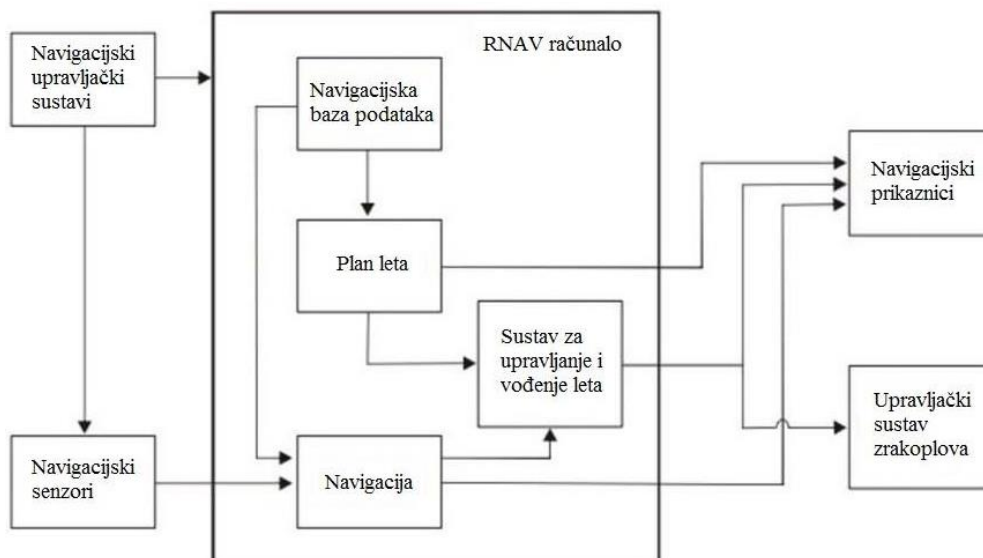 RNAV računalo
Navigacijski
upravljački
sustavi
Navigacijska
baza podataka
Navigacijski
prikaznici
Plan leta
Sustav za
upravljanje i
vođenje leta
Upravljački
sustav
zrakoplova
Navigacijski
senzori
Navigacija